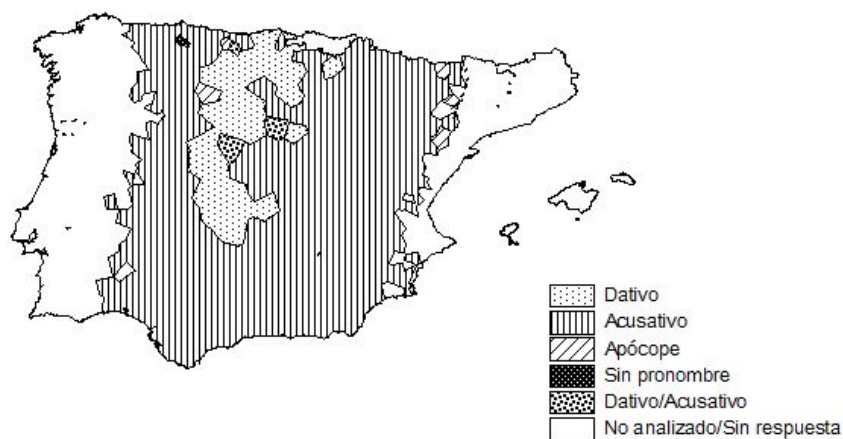 Dativo
Acusativo
Apócope
Sin pronombre
Dativo/Acusativo
No analizado/Sin respuesta